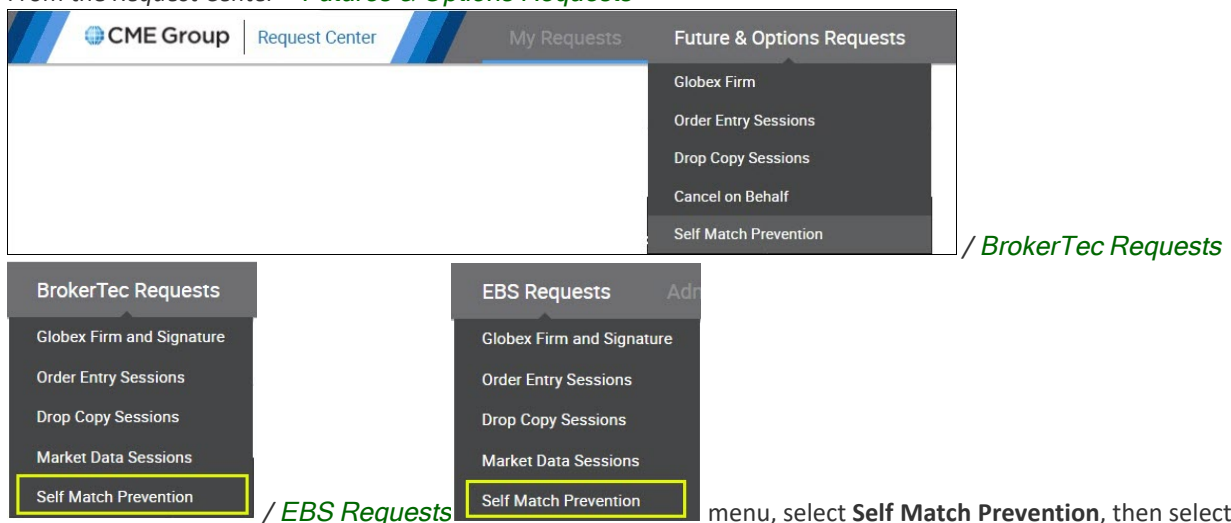 From the Request Center - Futures & Options Requests
CME Group Request Center My Requests Future & Options Requests
Globex Firm
Order Entry Sessions
Drop Copy Sessions
Cancel on Behalf
Self Match Prevention
/ BrokerTec Requests
BrokerTec Requests
Globex Firm and Signature
Order Entry Sessions
Drop Copy Sessions
Market Data Sessions
Self Match Prevention
/ EBS Requests
EBS Requests
Globex Firm and Signature
Order Entry Sessions
Drop Copy Sessions
Market Data Sessions
Self Match Prevention
menu, select Self Match Prevention, then select